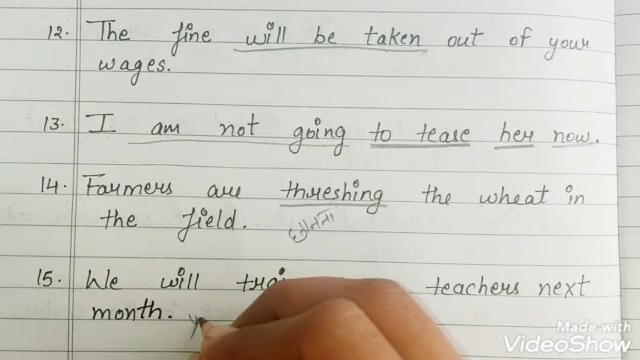 12. The fine will be taken out of your
wages.
13. I am not going to tease her now.
14. Farmers are threshing the wheat in
the field.
15. We will teachers next
month.
Made with
VideoShow